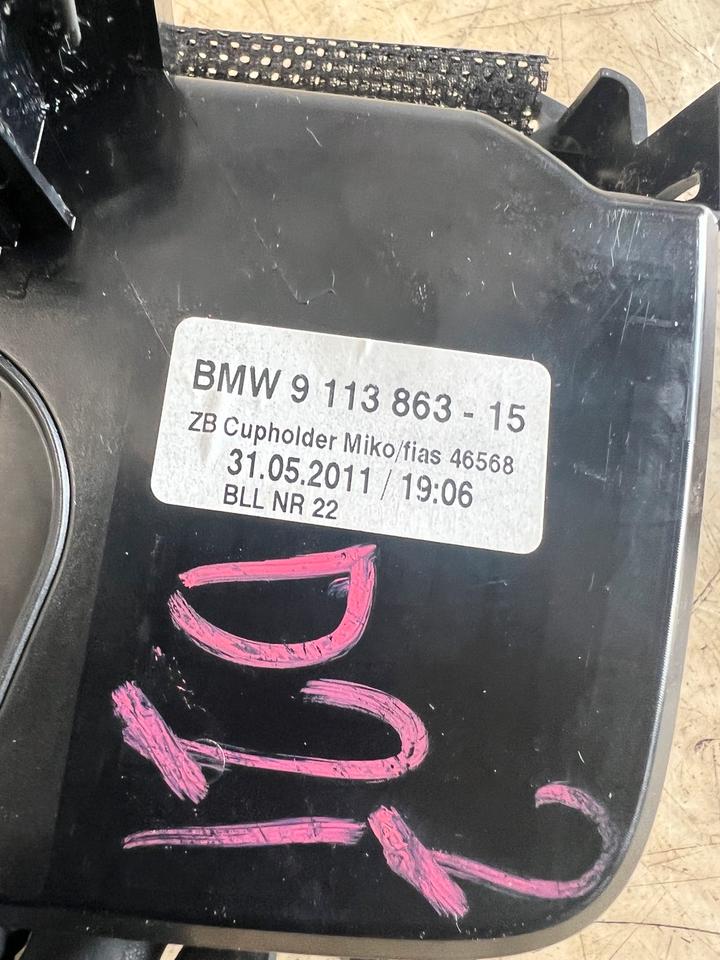 BMW 9 113 863 - 15
ZB Cupholder Miko/fias 46568
31.05.2011 / 19:06
BLL NR 22